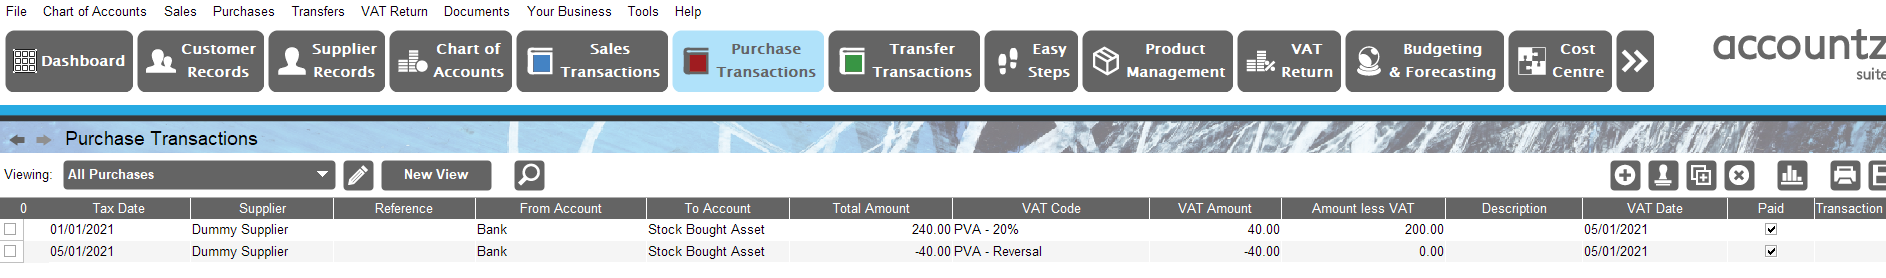 File Chart of Accounts Sales Purchases Transfers VAT Return Documents Your Business Tools Help
Dashboard
Customer
Records
Supplier
Records
Chart of
Accounts
Sales
Transactions
Purchase
Transactions
Transfer
Transactions
Easy
Steps
Product
Management
VAT
Return
Budgeting
& Forecasting
Cost
Centre
accountz
suite
Purchase Transactions
Viewing: All Purchases New View
0 Tax Date Supplier Reference From Account To Account Total Amount VAT Code VAT Amount Amount less VAT Description VAT Date Paid Transaction
01/01/2021 Dummy Supplier Bank Stock Bought Asset 240.00 PVA - 20% 40.00 200.00 05/01/2021
05/01/2021 Dummy Supplier Bank Stock Bought Asset -40.00 PVA - Reversal -40.00 0.00 05/01/2021